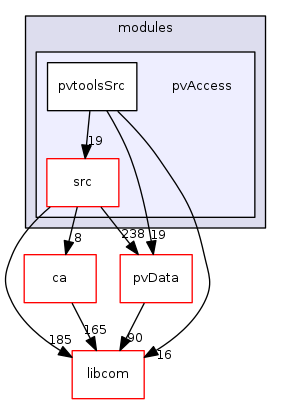 modules
pvtoolsSrc
pvAccess
19
src
8
238
19
ca
pvData
165
185
90
16
libcom